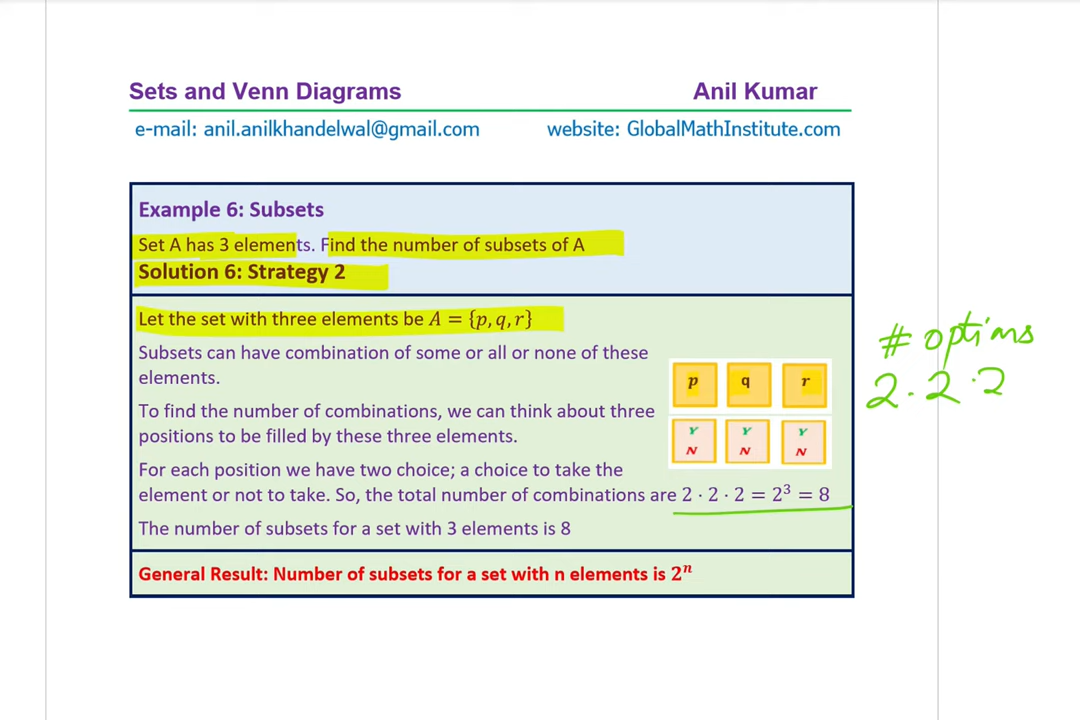 Sets and Venn Diagrams Anil Kumar
e-mail: anil.anilkhandelwal@gmail.com website: GlobalMathInstitute.com
Example 6: Subsets
Set A has 3 elements. Find the number of subsets of A
Solution 6: Strategy 2
Let the set with three elements be A = {p, q, r}
Subsets can have combination of some or all or none of these
elements.
To find the number of combinations, we can think about three
positions to be filled by these three elements.
For each position we have two choice; a choice to take the
element or not to take. So, the total number of combinations are 2 · 2 · 2 = 2³ = 8
The number of subsets for a set with 3 elements is 8
p q r
Y Y Y
N N N
# options
2 · 2 · 2
General Result: Number of subsets for a set with n elements is 2ⁿ